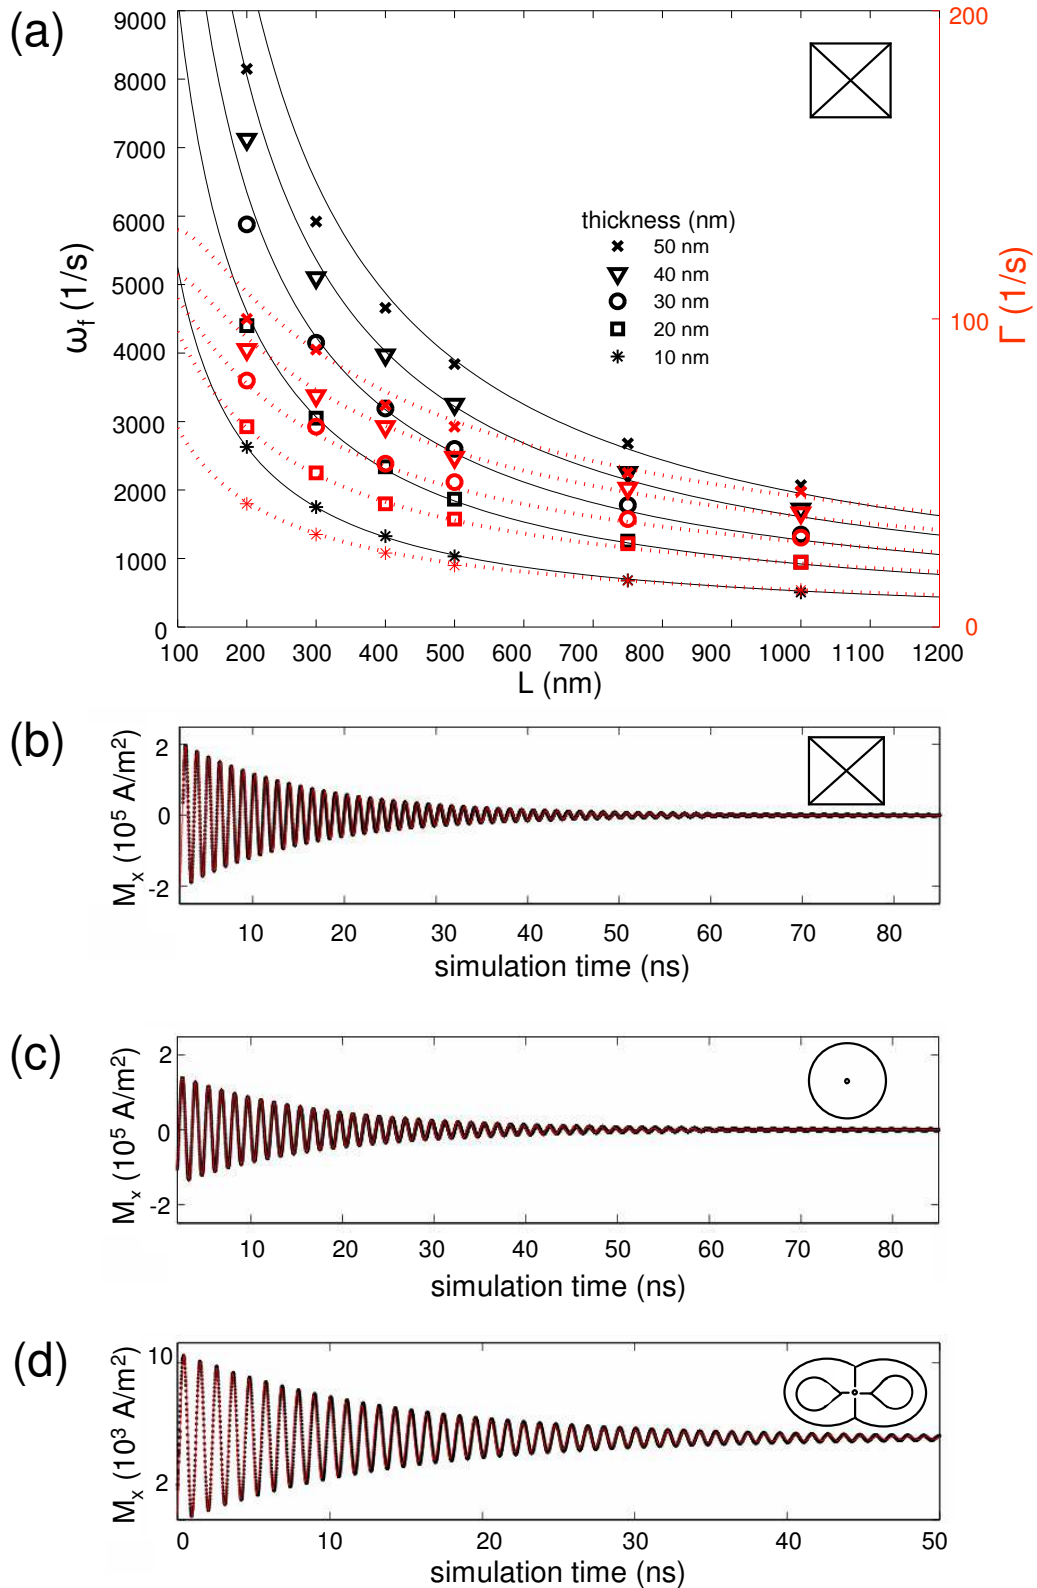 (a)
9000
8000
7000
6000
5000
4000
3000
2000
1000
0
ω_f (1/s)
200
100
0
Γ (1/s)
thickness (nm)
50 nm
40 nm
30 nm
20 nm
10 nm
100 200 300 400 500 600 700 800 900 1000 1100 1200
L (nm)
(b)
2
0
-2
M_x (10^5 A/m^2)
10 20 30 40 50 60 70 80
simulation time (ns)
(c)
2
0
-2
M_x (10^5 A/m^2)
10 20 30 40 50 60 70 80
simulation time (ns)
(d)
10
2
M_x (10^3 A/m^2)
0 10 20 30 40 50
simulation time (ns)